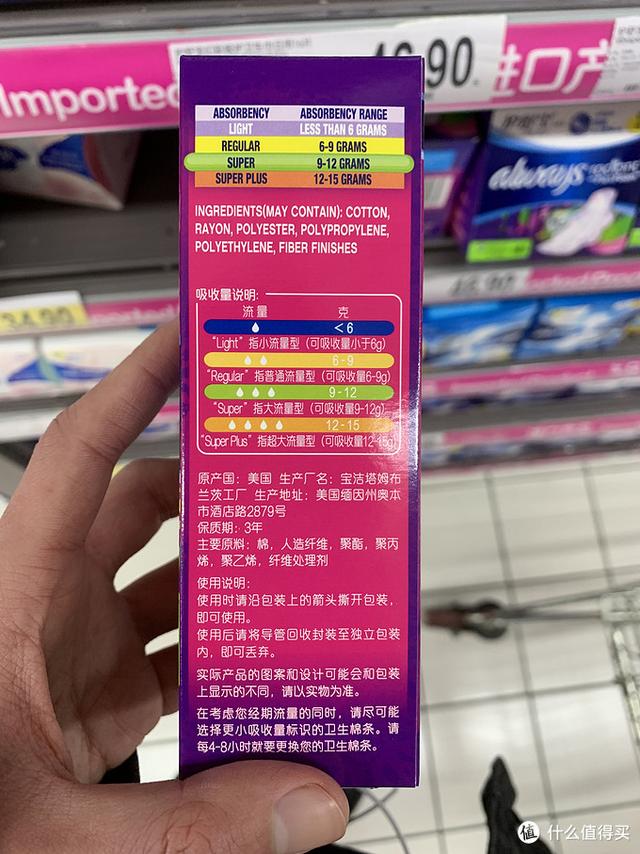 Imported
90
进口产
always
34.90
ABSORBENCY ABSORBENCY RANGE
LIGHT LESS THAN 6 GRAMS
REGULAR 6-9 GRAMS
SUPER 9-12 GRAMS
SUPER PLUS 12-15 GRAMS
INGREDIENTS(MAY CONTAIN): COTTON,
RAYON, POLYESTER, POLYPROPYLENE,
POLYETHYLENE, FIBER FINISHES
吸收量说明:
流量 克
<6
"Light" 指小流量型 (可吸收量小于6g)
6-9
"Regular" 指普通流量型 (可吸收量6-9g)
9-12
"Super" 指大流量型 (可吸收量9-12g)
12-15
"Super Plus" 指超大流量型 (可吸收量12-15g)
原产国: 美国 生产厂名: 宝洁塔姆布
兰茨工厂 生产地址: 美国缅因州奥本
市酒店路2879号
保质期: 3年
主要原料: 棉, 人造纤维, 聚酯, 聚丙
烯, 聚乙烯, 纤维处理剂
使用说明:
使用时请沿包装上的箭头撕开包装,
即可使用。
使用后请将导管回收封装至独立包装
内, 即可丢弃。
实际产品的图案和设计可能会和包装
上显示的不同, 请以实物为准。
在考虑您经期流量的同时, 请尽可能
选择更小吸收量标识的卫生棉条。请
每4-8小时就要更换您的卫生棉条。
值 什么值得买